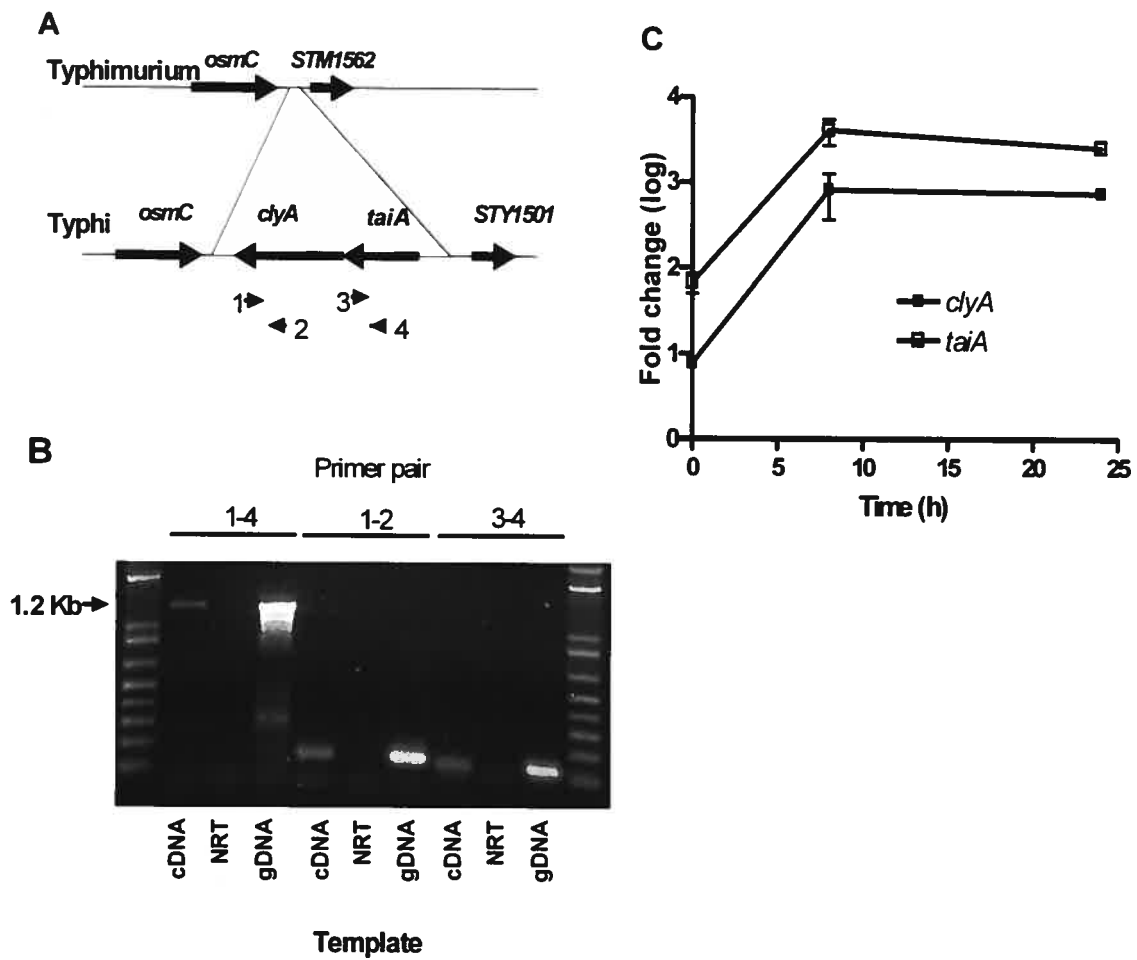 A
Typhimurium osmC STM1562
Typhi osmC clyA taiA STY1501
1 3
2 4
B
Primer pair
1-4 1-2 3-4
1.2 Kb
cDNA NRT gDNA cDNA NRT gDNA cDNA NRT gDNA
Template
C
Fold change (log)
4
3
2
1
0
0 5 10 15 20 25
Time (h)
clyA
taiA